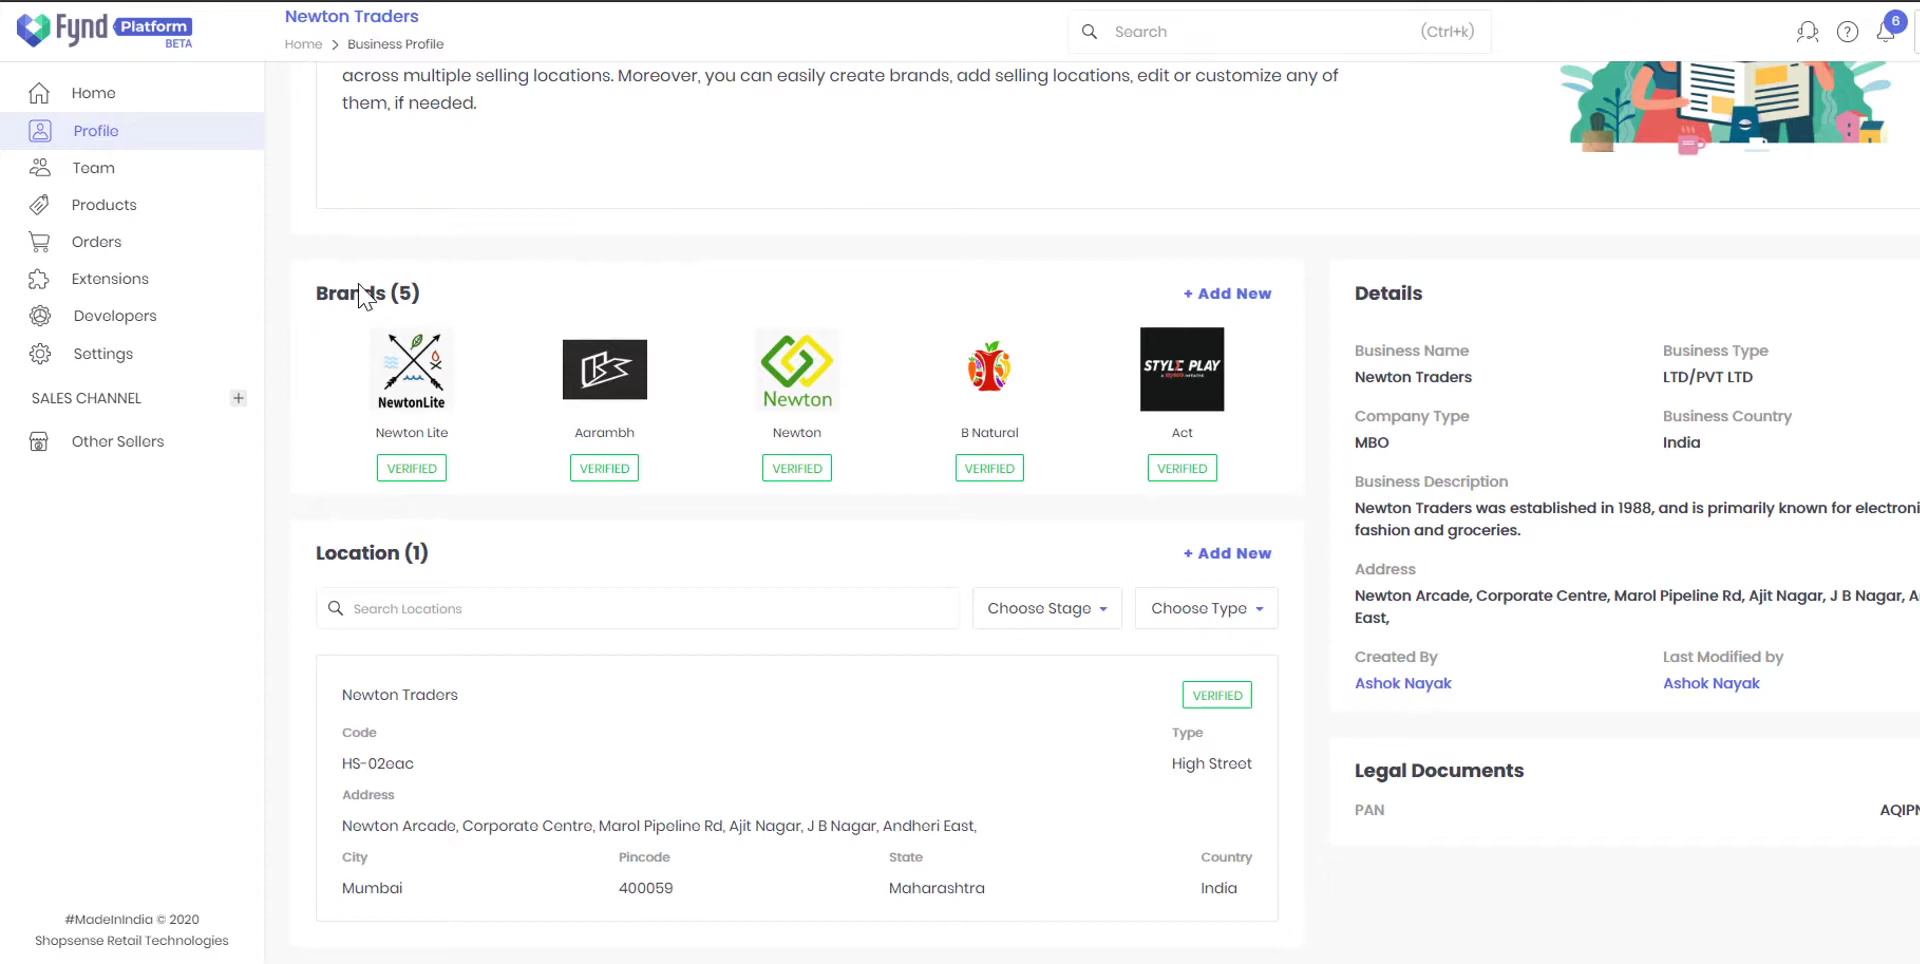 Fynd Platform
BETA
Newton Traders
Home > Business Profile
Search (Ctrl+k)
6
Home
Profile
Team
Products
Orders
Extensions
Developers
Settings
SALES CHANNEL +
Other Sellers
#MadeInIndia © 2020
Shopsense Retail Technologies
across multiple selling locations. Moreover, you can easily create brands, add selling locations, edit or customize any of
them, if needed.
Brands (5)
+ Add New
NewtonLite
Newton
STYLE PLAY
Newton Lite
Aarambh
Newton
B Natural
Act
VERIFIED
VERIFIED
VERIFIED
VERIFIED
VERIFIED
Location (1)
+ Add New
Search Locations
Choose Stage
Choose Type
Newton Traders
VERIFIED
Code
Type
HS-02eac
High Street
Address
Newton Arcade, Corporate Centre, Marol Pipeline Rd, Ajit Nagar, J B Nagar, Andheri East,
City
Pincode
State
Country
Mumbai
400059
Maharashtra
India
Details
Business Name
Business Type
Newton Traders
LTD/PVT LTD
Company Type
Business Country
MBO
India
Business Description
Newton Traders was established in 1988, and is primarily known for electroni
fashion and groceries.
Address
Newton Arcade, Corporate Centre, Marol Pipeline Rd, Ajit Nagar, J B Nagar, A
East,
Created By
Last Modified by
Ashok Nayak
Ashok Nayak
Legal Documents
PAN
AQIPN